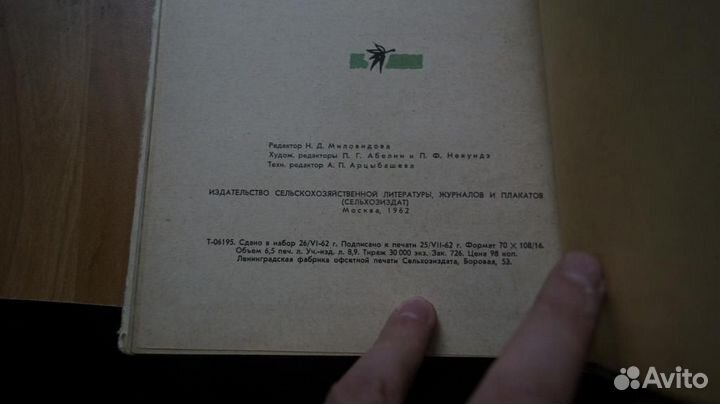 Редактор Н. Д. Миловидова
Худож. редакторы П. Г. Абелин и П. Ф. Некундэ
Техн. редактор А. П. Арцыбашева
ИЗДАТЕЛЬСТВО СЕЛЬСКОХОЗЯЙСТВЕННОЙ ЛИТЕРАТУРЫ, ЖУРНАЛОВ И ПЛАКАТОВ
(СЕЛЬХОЗИЗДАТ)
Москва, 1962
Т-06195. Сдано в набор 26/VI-62 г. Подписано к печати 25/VII-62 г. Формат 70 × 108/16.
Объем 6,5 печ. л. Уч.-изд. л. 8,9. Тираж 30 000 экз. Зак. 726. Цена 98 коп.
Ленинградская фабрика офсетной печати Сельхозиздата, Боровая, 53.
Avito